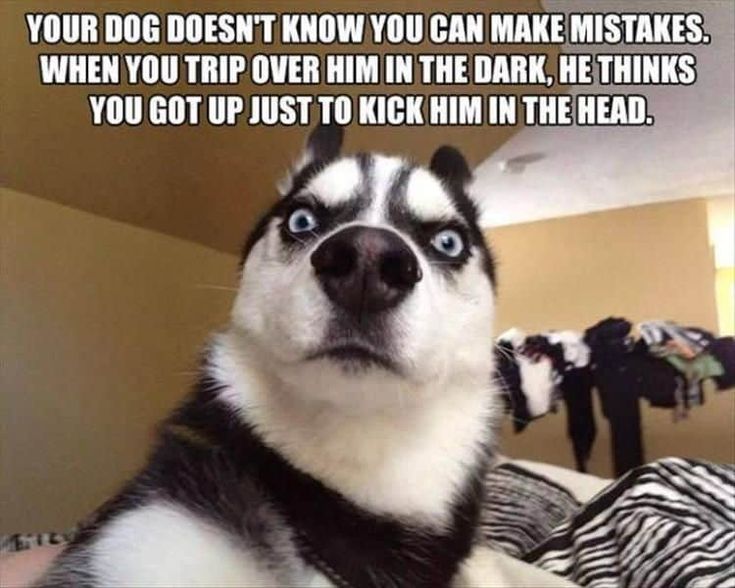 YOUR DOG DOESN'T KNOW YOU CAN MAKE MISTAKES.
WHEN YOU TRIP OVER HIM IN THE DARK, HE THINKS
YOU GOT UP JUST TO KICK HIM IN THE HEAD.